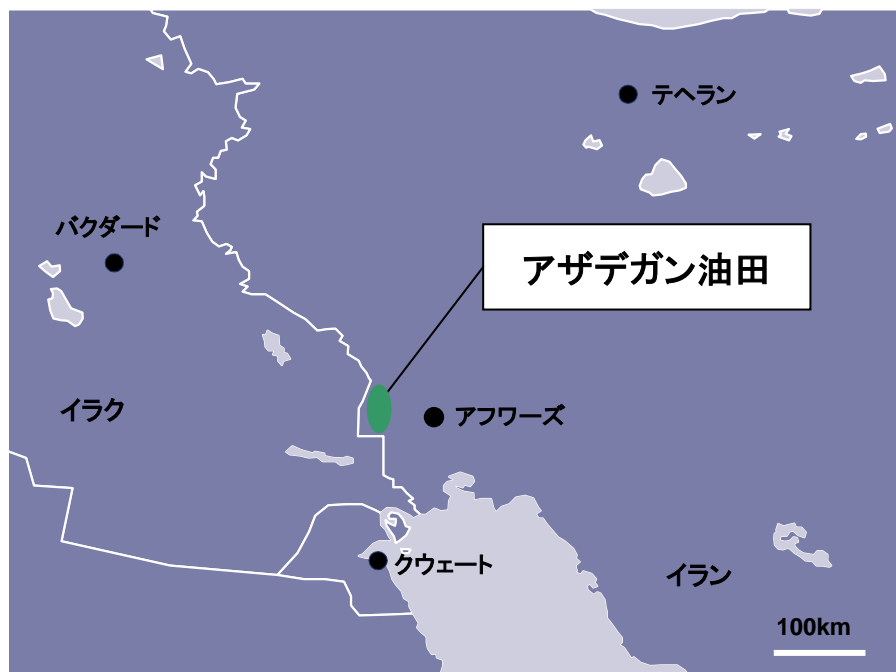 テヘラン
バクダード
アザデガン油田
イラク
アフワーズ
クウェート
イラン
100km